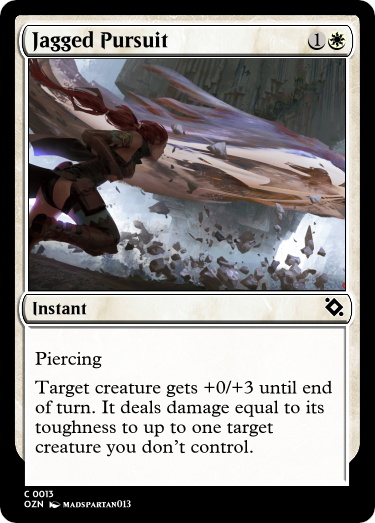 Jagged Pursuit
1
Instant
Piercing
Target creature gets +0/+3 until end
of turn. It deals damage equal to its
toughness to up to one target
creature you don't control.
C 0013
OZN MADSPARTAN013